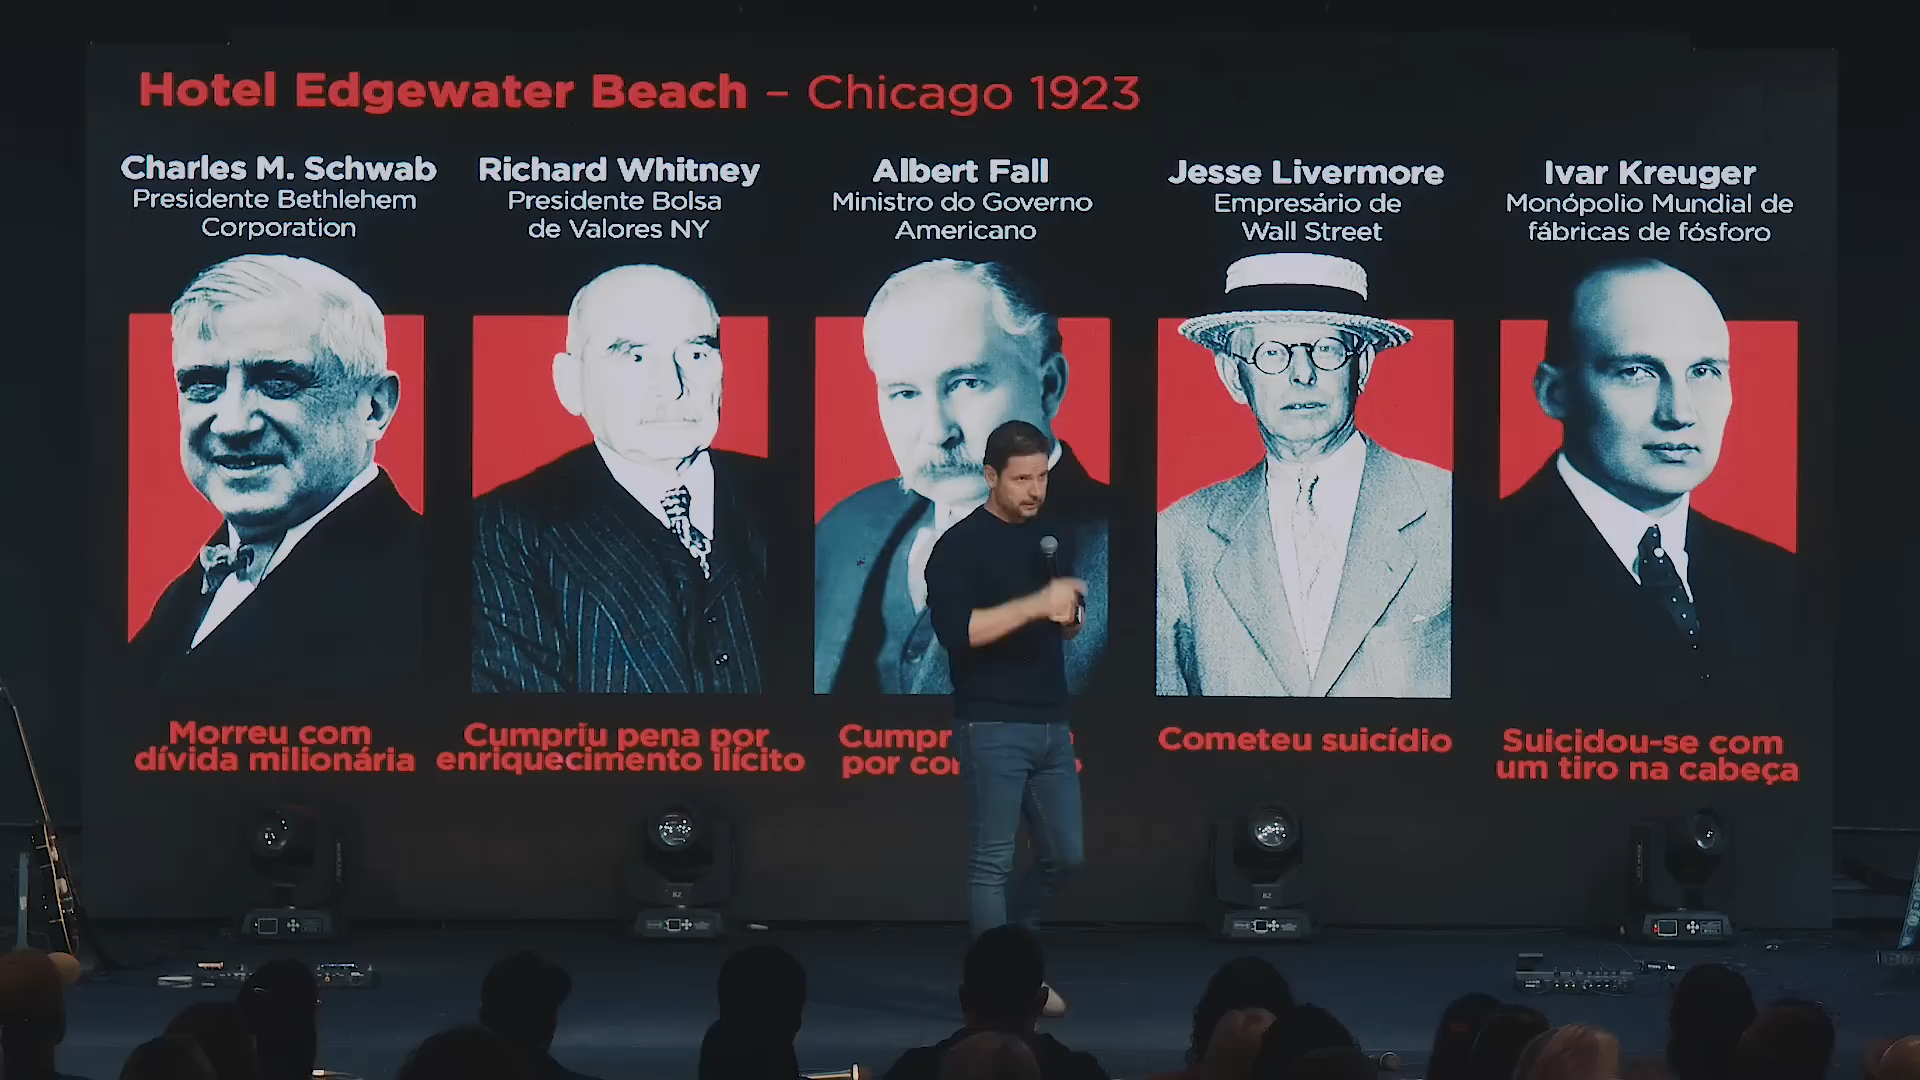 Hotel Edgewater Beach – Chicago 1923
Charles M. Schwab
Presidente Bethlehem
Corporation
Richard Whitney
Presidente Bolsa
de Valores NY
Albert Fall
Ministro do Governo
Americano
Jesse Livermore
Empresário de
Wall Street
Ivar Kreuger
Monópolio Mundial de
fábricas de fósforo
Morreu com
dívida milionária
Cumpriu pena por
enriquecimento ilícito
por
Cometeu suicídio
Suicidou-se com
um tiro na cabeça